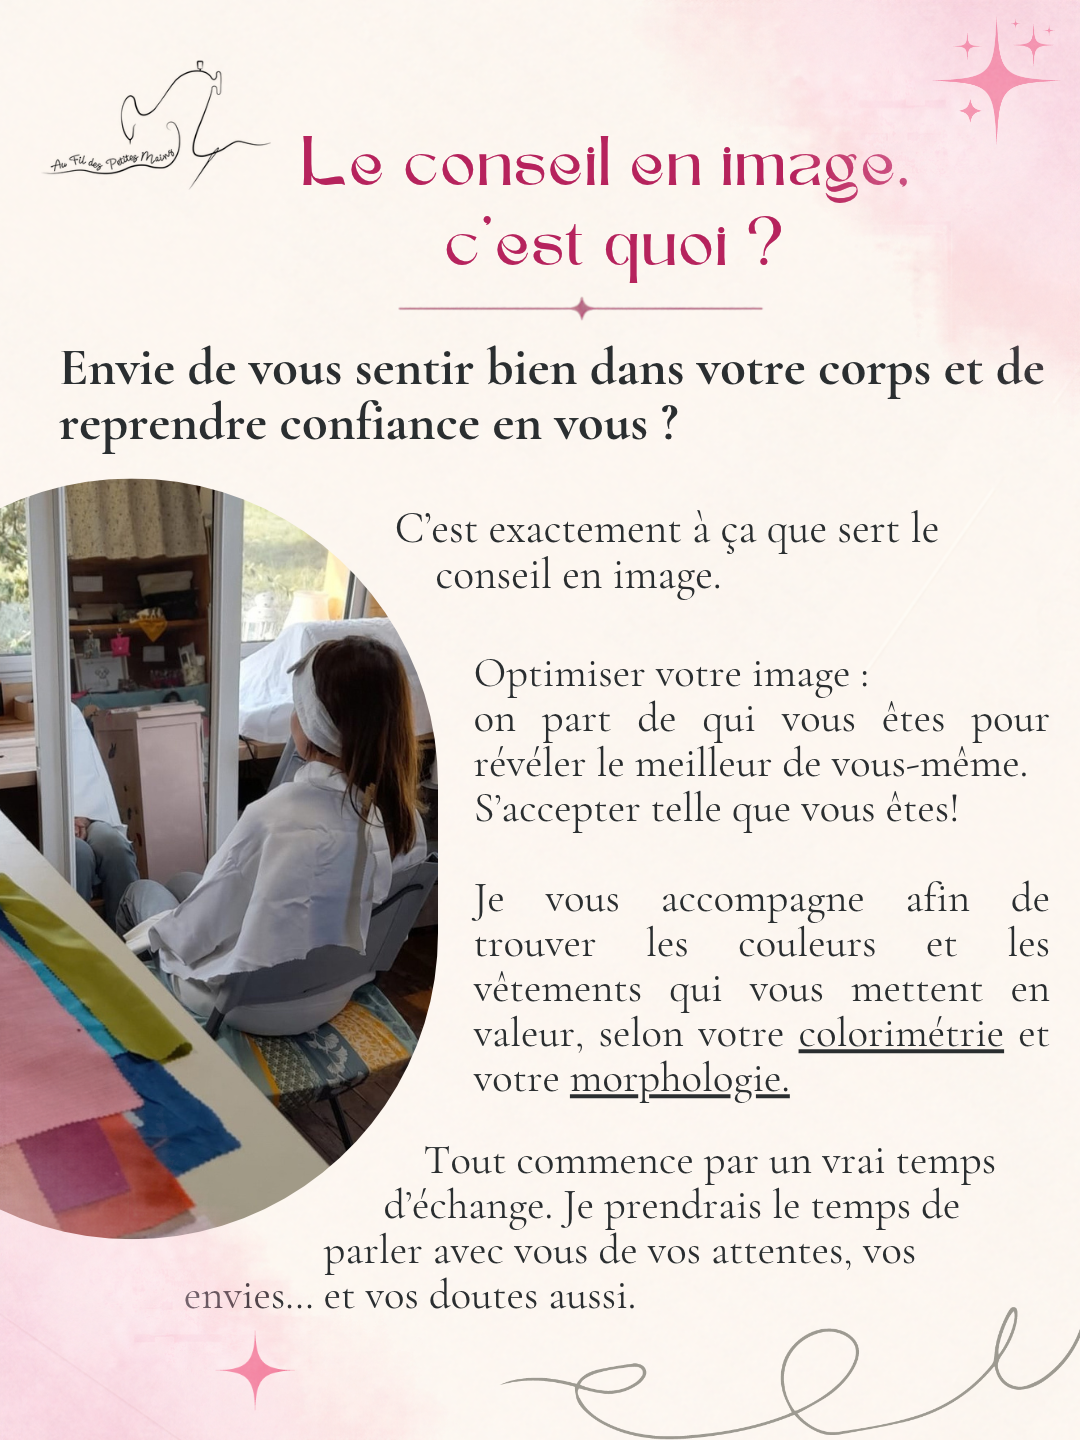 Au Fil des Petites Mains
Le conseil en image,
c'est quoi ?
Envie de vous sentir bien dans votre corps et de
reprendre confiance en vous ?
C'est exactement à ça que sert le
conseil en image.
Optimiser votre image :
on part de qui vous êtes pour
révéler le meilleur de vous-même.
S'accepter telle que vous êtes!
Je vous accompagne afin de
trouver les couleurs et les
vêtements qui vous mettent en
valeur, selon votre colorimétrie et
votre morphologie.
Tout commence par un vrai temps
d'échange. Je prendrais le temps de
parler avec vous de vos attentes, vos
envies... et vos doutes aussi.